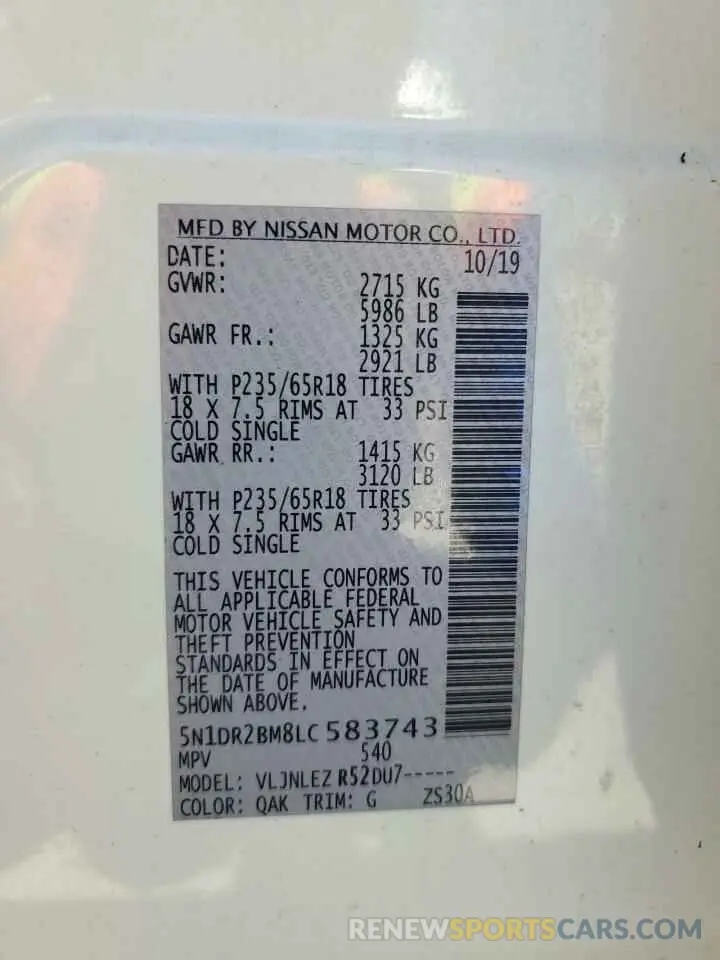 MFD BY NISSAN MOTOR CO., LTD.
DATE: 10/19
GVWR: 2715 KG
5986 LB
GAWR FR.: 1325 KG
2921 LB
WITH P235/65R18 TIRES
18 X 7.5 RIMS AT 33 PSI
COLD SINGLE
GAWR RR.: 1415 KG
3120 LB
WITH P235/65R18 TIRES
18 X 7.5 RIMS AT 33 PSI
COLD SINGLE
THIS VEHICLE CONFORMS TO
ALL APPLICABLE FEDERAL
MOTOR VEHICLE SAFETY AND
THEFT PREVENTION
STANDARDS IN EFFECT ON
THE DATE OF MANUFACTURE
SHOWN ABOVE.
5N1DR2BM8LC583743
MPV 540
MODEL: VLJNLEZ R52DU7-----
COLOR: QAK TRIM: G ZS30A
RENEWSPORTSCARS.COM